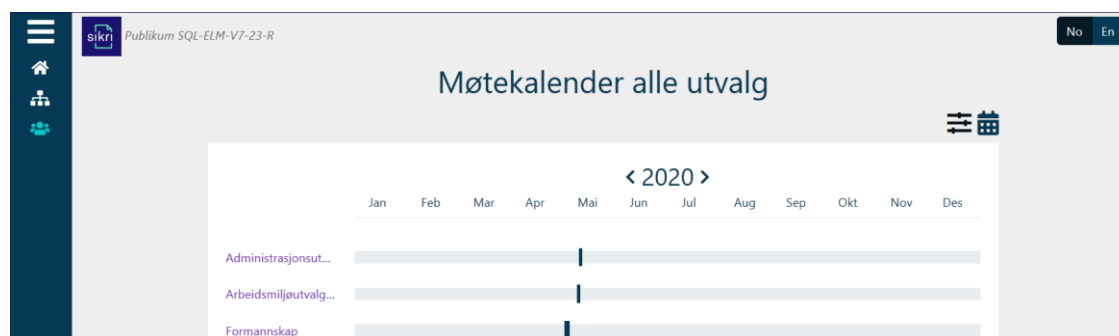 sikri Publikum SQL-ELM-V7-23-R
No En
Møtekalender alle utvalg
< 2020 >
Jan Feb Mar Apr Mai Jun Jul Aug Sep Okt Nov Des
Administrasjonsut...
Arbeidsmiljøutvalg...
Formannskap